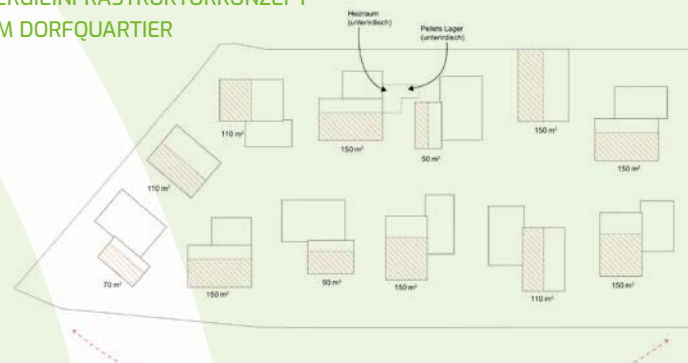 ERGIEINFRASTRUKTURKONZEPT
M DORFQUARTIER
Heizraum
(unterirdisch)
Pellets Lager
(unterirdisch)
110 m²
150 m²
50 m²
150 m²
150 m²
110 m²
70 m²
150 m²
90 m²
150 m²
110 m²
150 m²